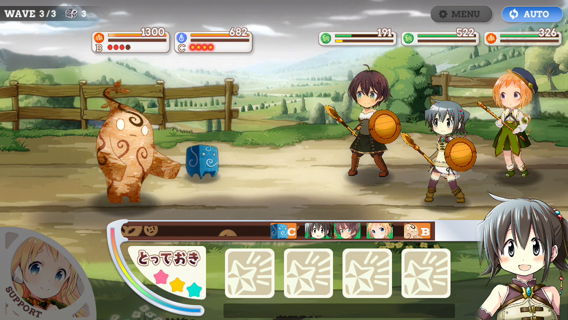 WAVE 3/3 3
MENU
AUTO
1300
B
682
C
191
522
326
C
B
とっておき
SUPPORT